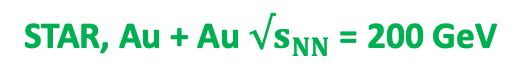 STAR, Au + Au √sNN = 200 GeV